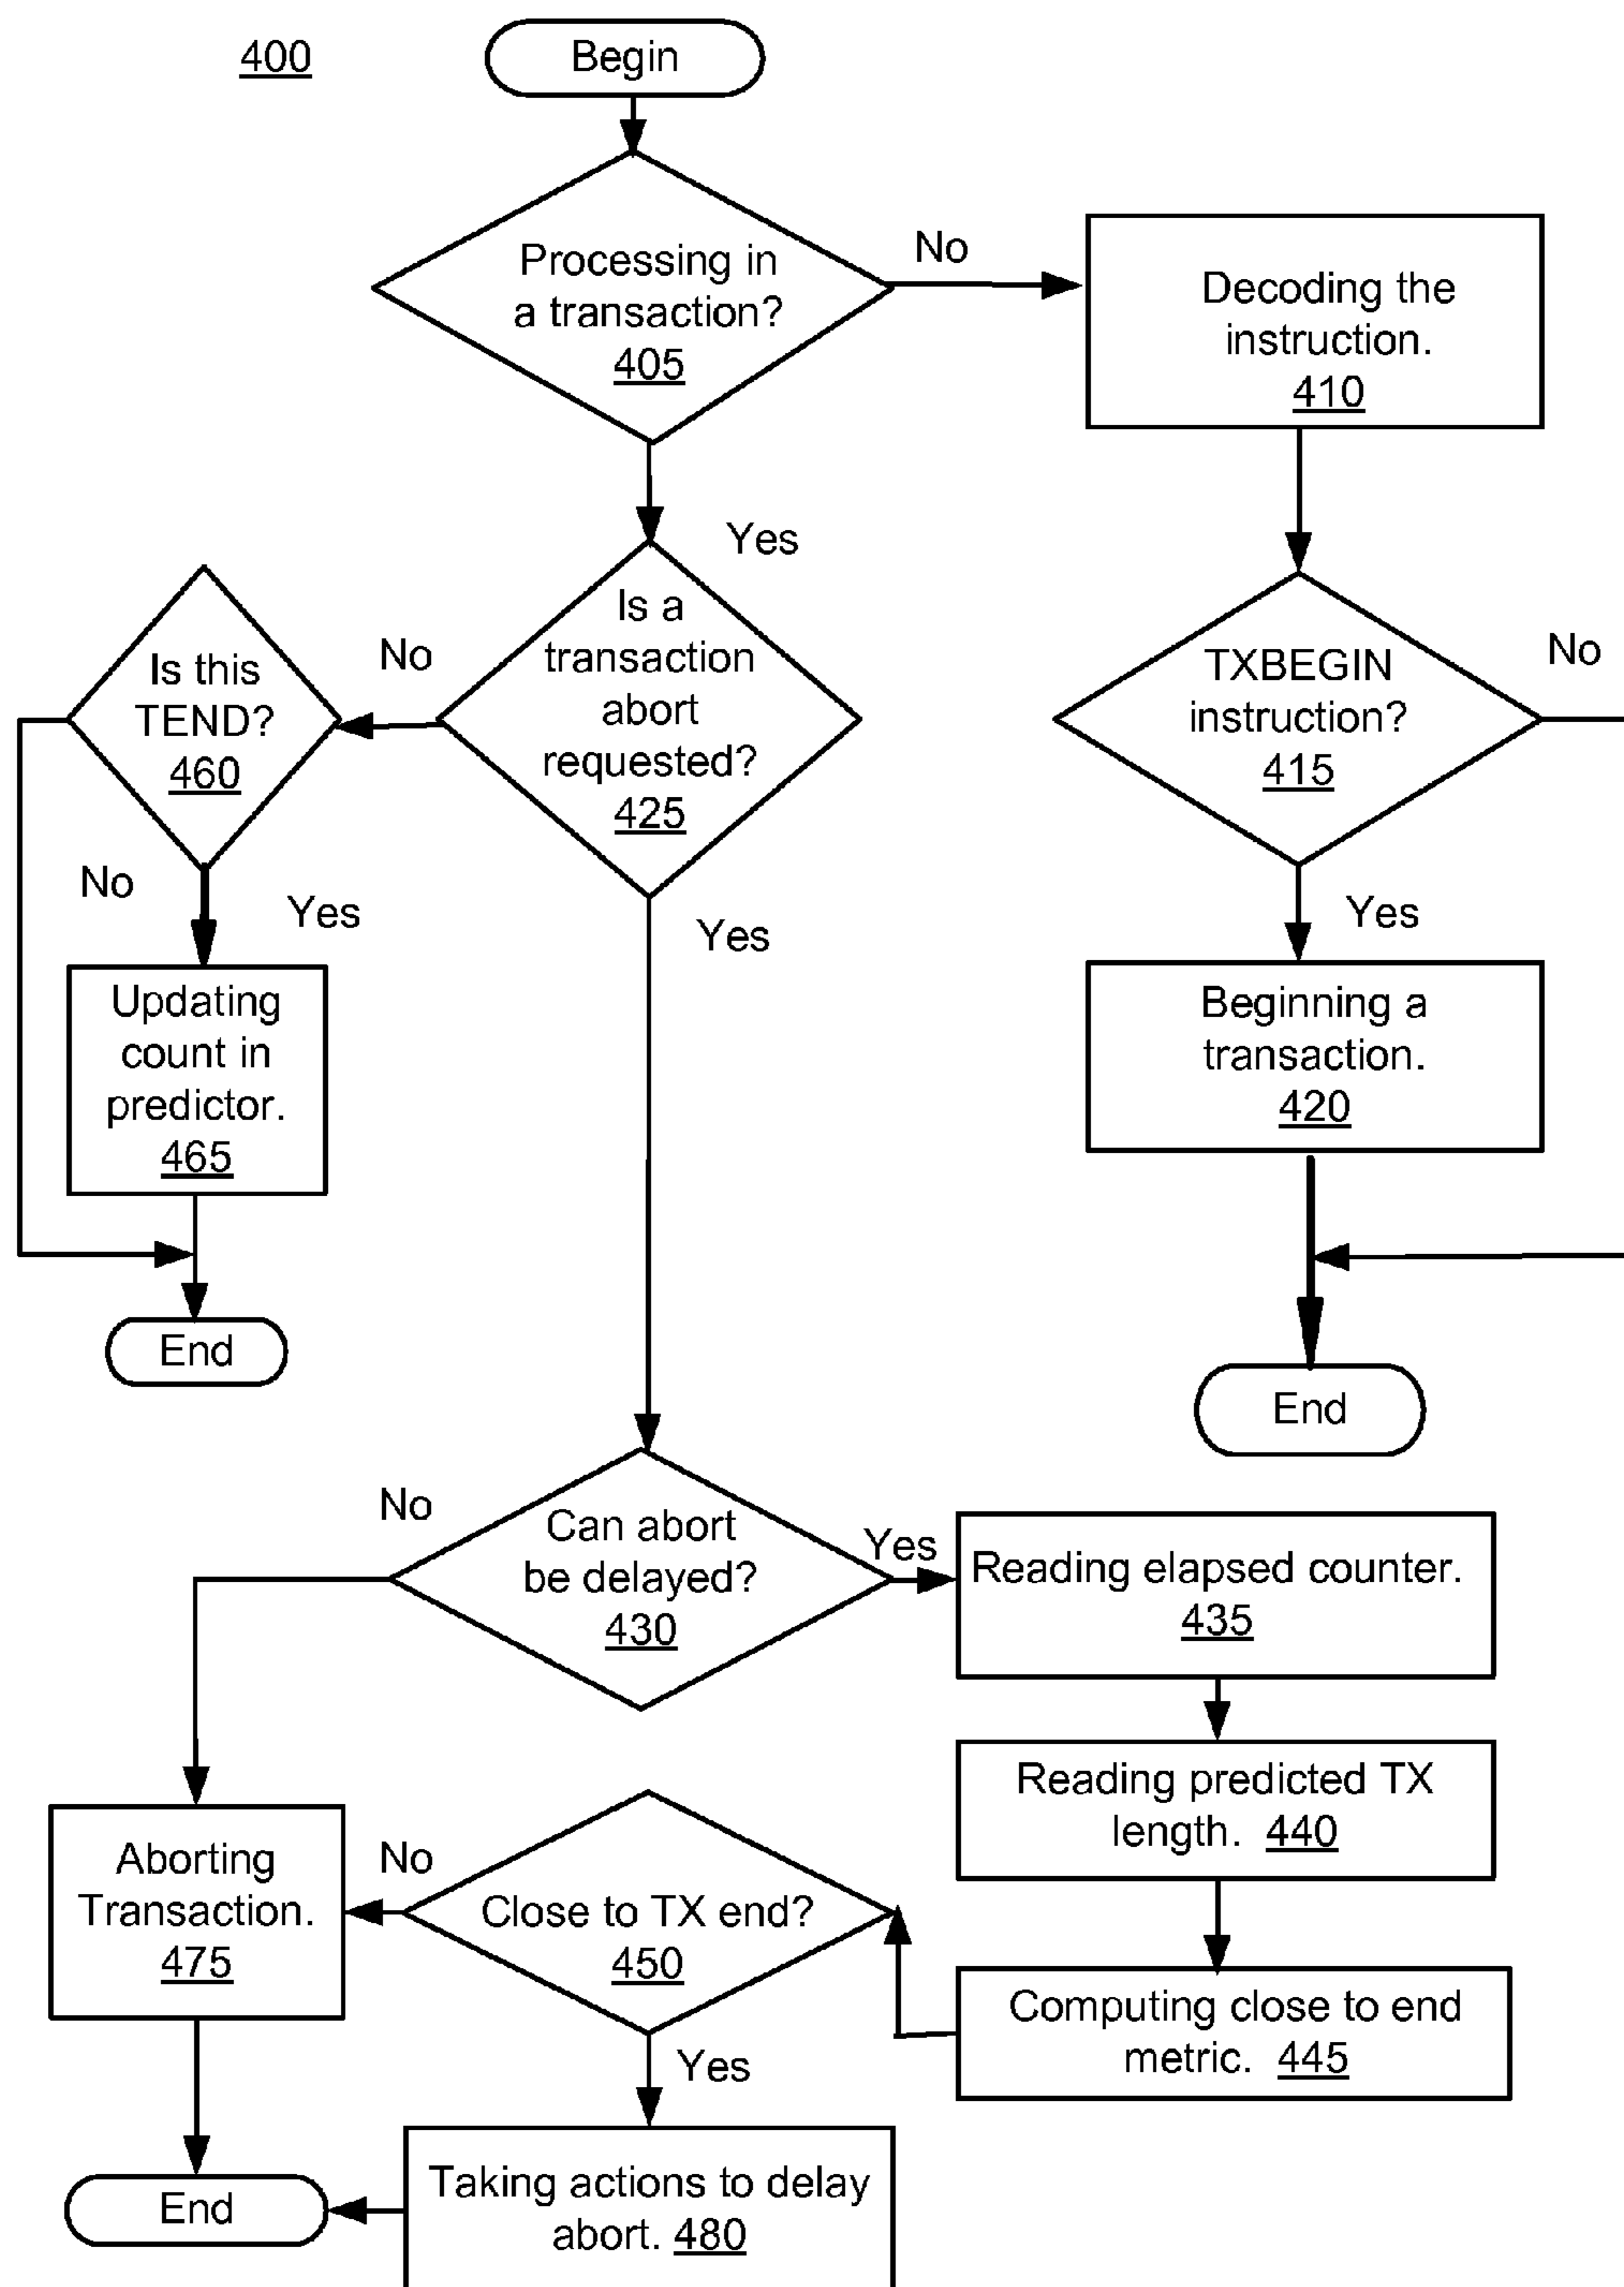 400
Begin
Processing in
a transaction?
405
No
Decoding the
instruction.
410
Yes
Is a
transaction
abort
requested?
425
No
Is this
TEND?
460
No
Yes
Updating
count in
predictor.
465
End
TXBEGIN
instruction?
415
No
Yes
Beginning a
transaction.
420
End
Yes
Can abort
be delayed?
430
No
Yes
Reading elapsed counter.
435
Reading predicted TX
length. 440
Computing close to end
metric. 445
Close to TX end?
450
No
Aborting
Transaction.
475
Yes
Taking actions to delay
abort. 480
End